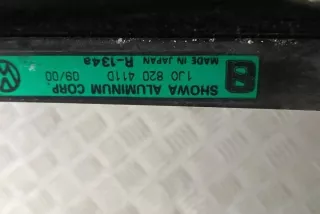 SHOWA ALUMINUM CORP.
1J0 820 411D 09/00
MADE IN JAPAN R-134a